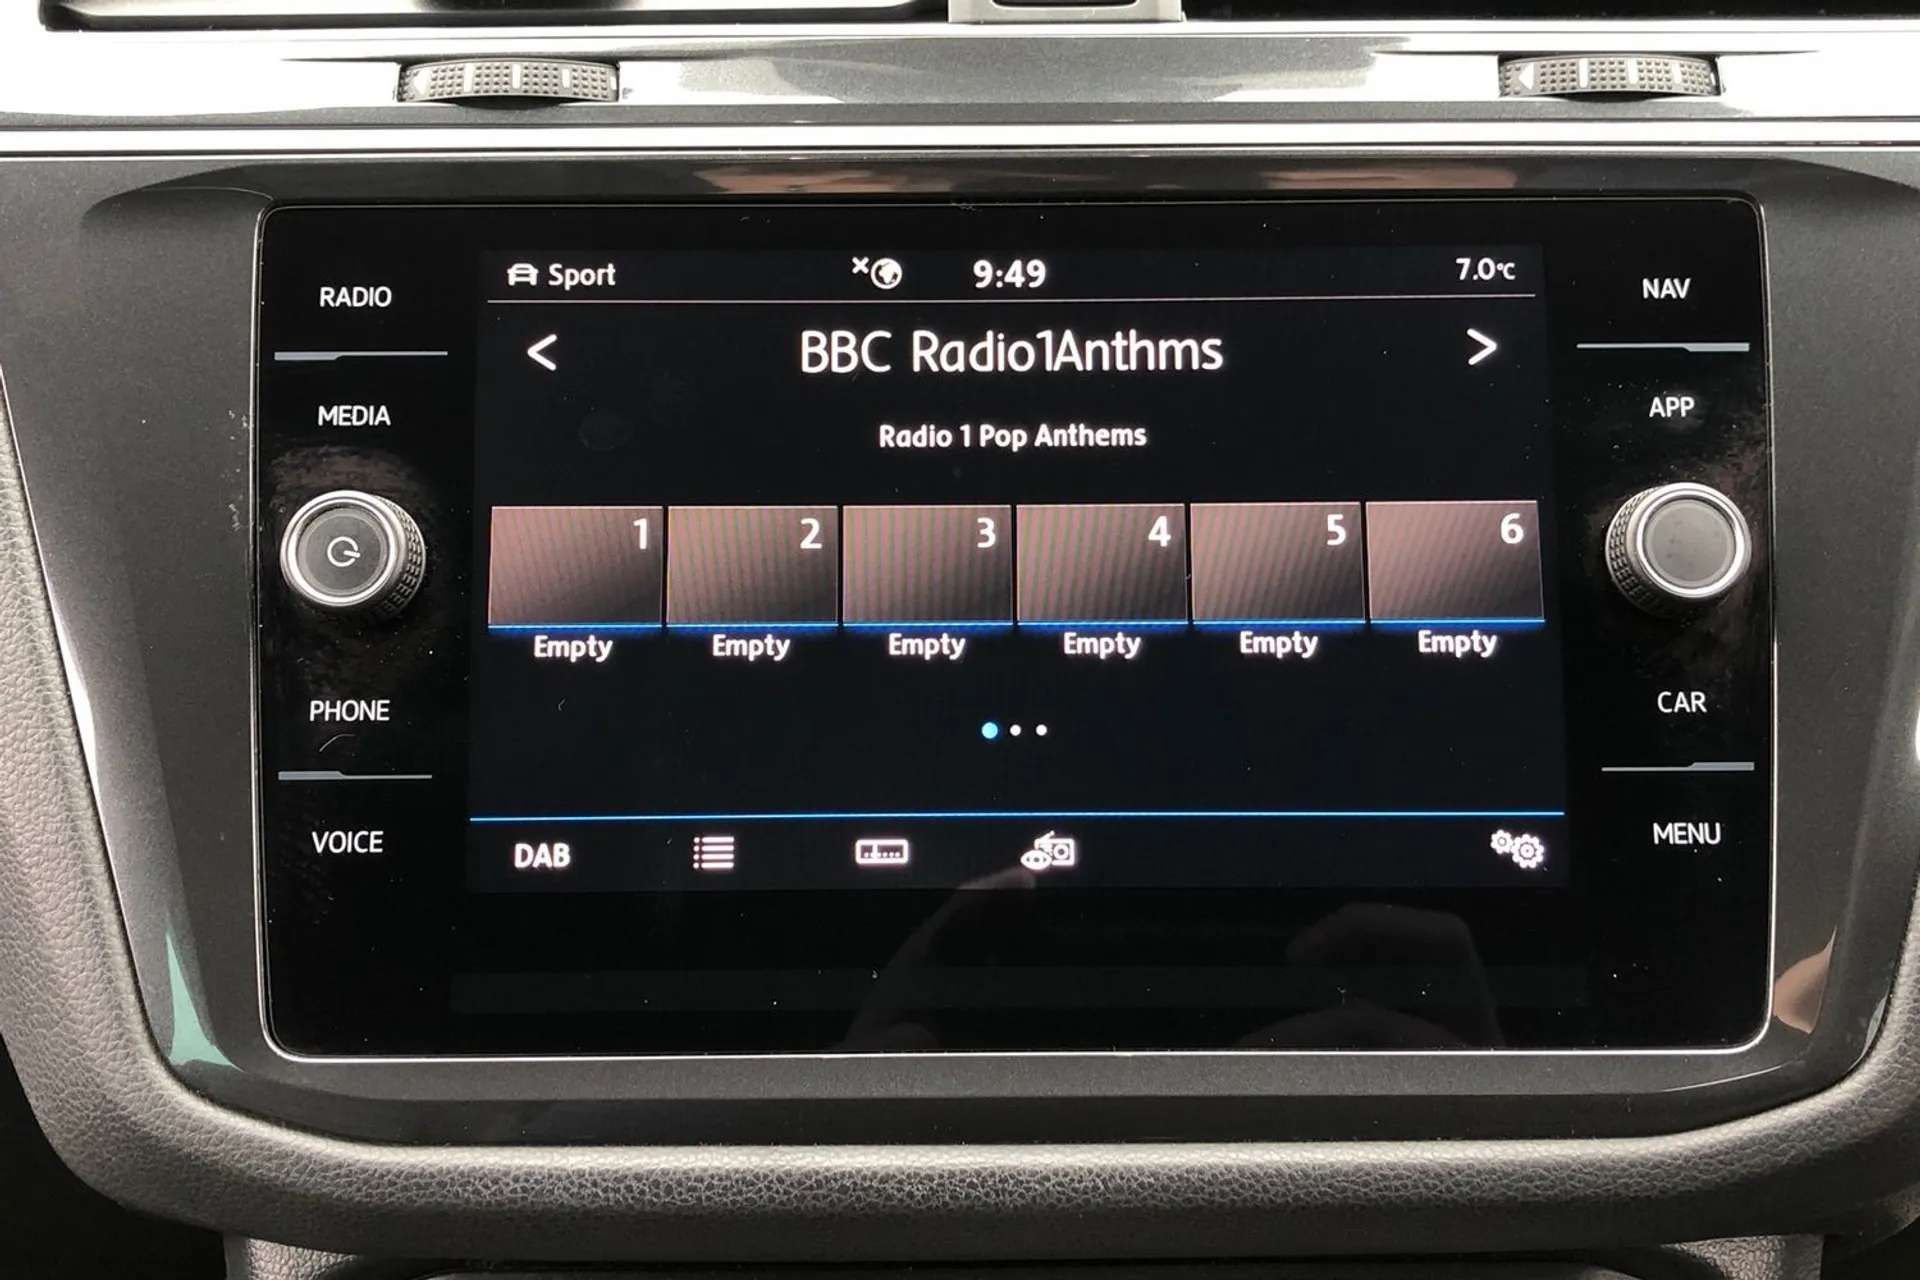 Sport
9:49
7.0°C
RADIO
NAV
< BBC Radio1Anthms >
MEDIA
APP
Radio 1 Pop Anthems
1 2 3 4 5 6
Empty Empty Empty Empty Empty Empty
PHONE
CAR
VOICE
DAB
MENU